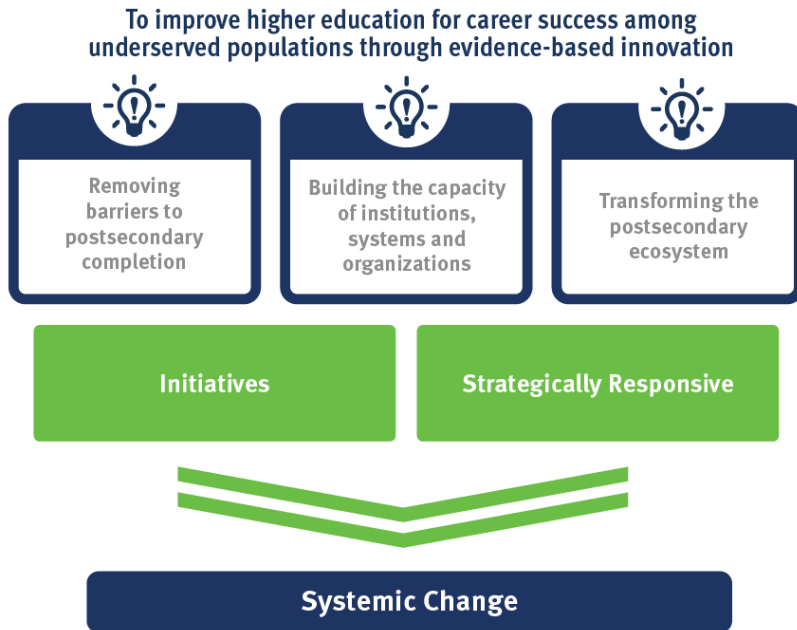 To improve higher education for career success among
underserved populations through evidence-based innovation
Removing
barriers to
postsecondary
completion
Building the capacity
of institutions,
systems and
organizations
Transforming the
postsecondary
ecosystem
Initiatives
Strategically Responsive
Systemic Change